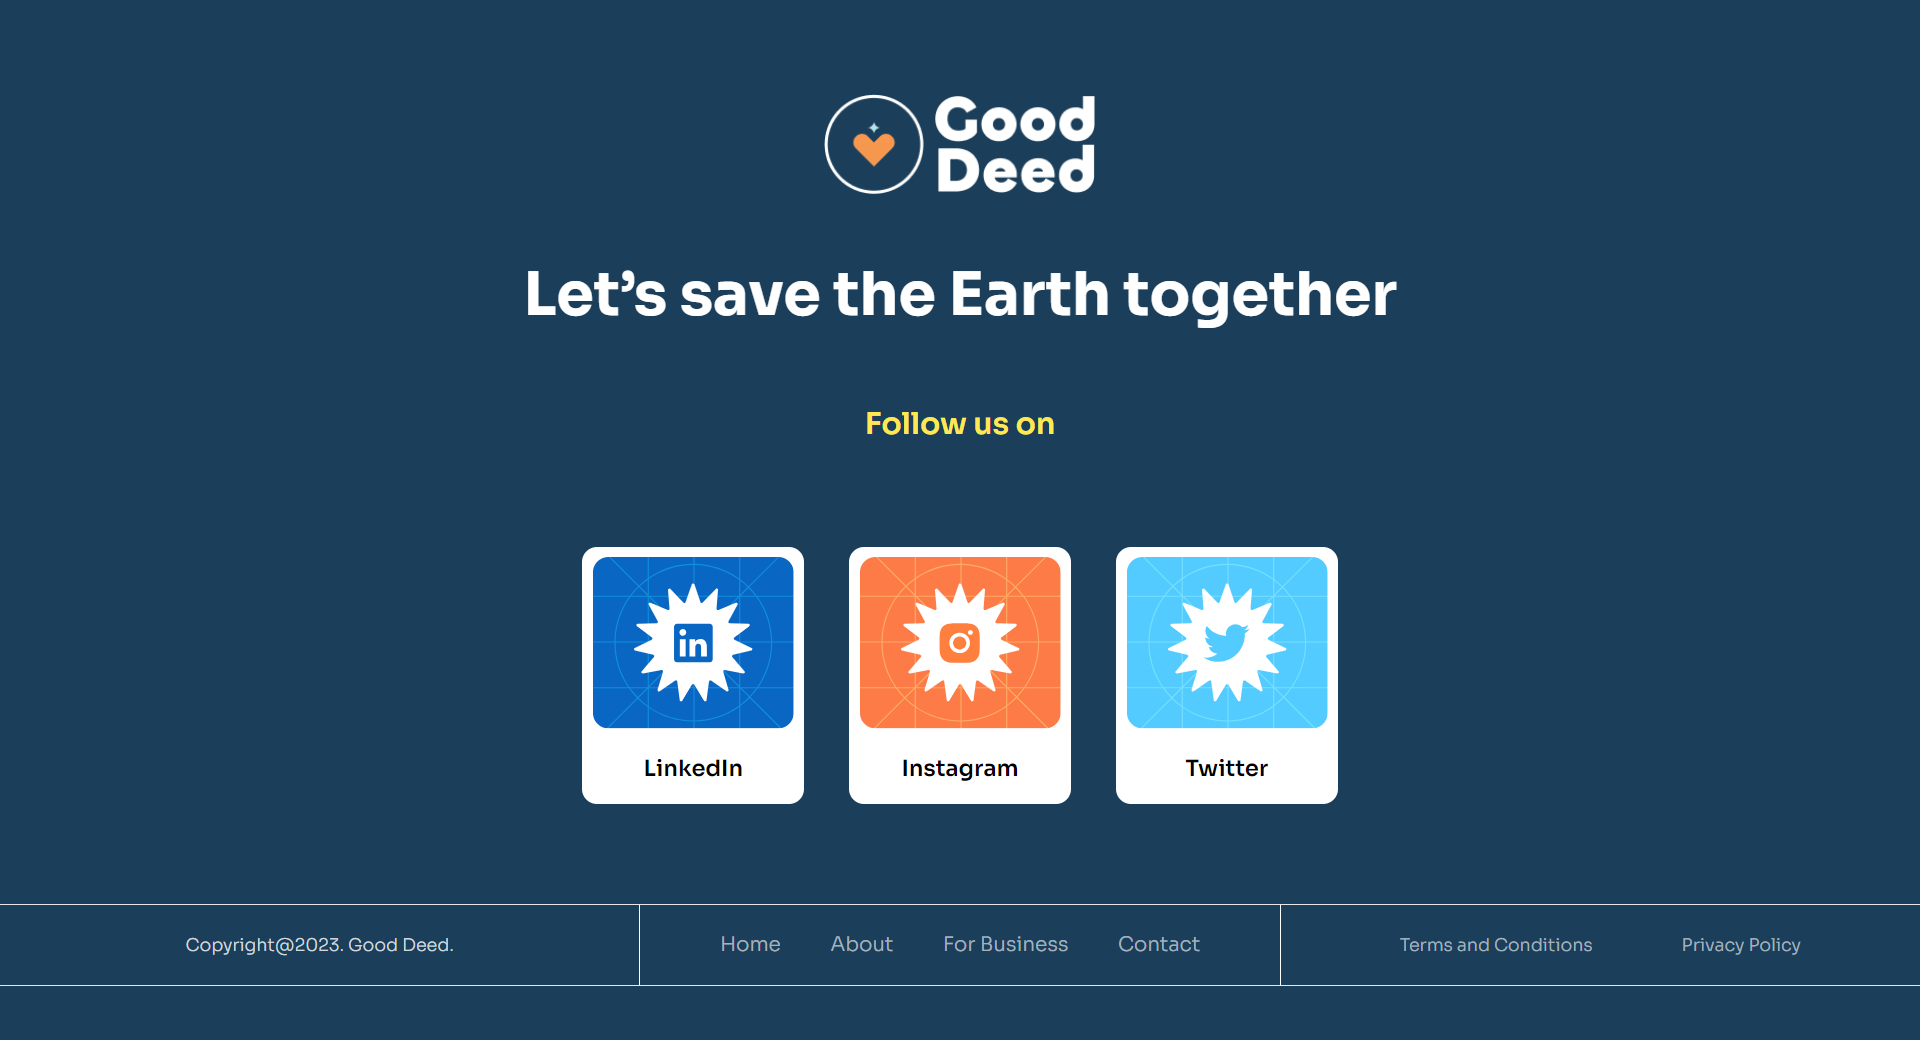 Good
Deed
Let’s save the Earth together
Follow us on
LinkedIn
Instagram
Twitter
Copyright@2023. Good Deed.
Home
About
For Business
Contact
Terms and Conditions
Privacy Policy